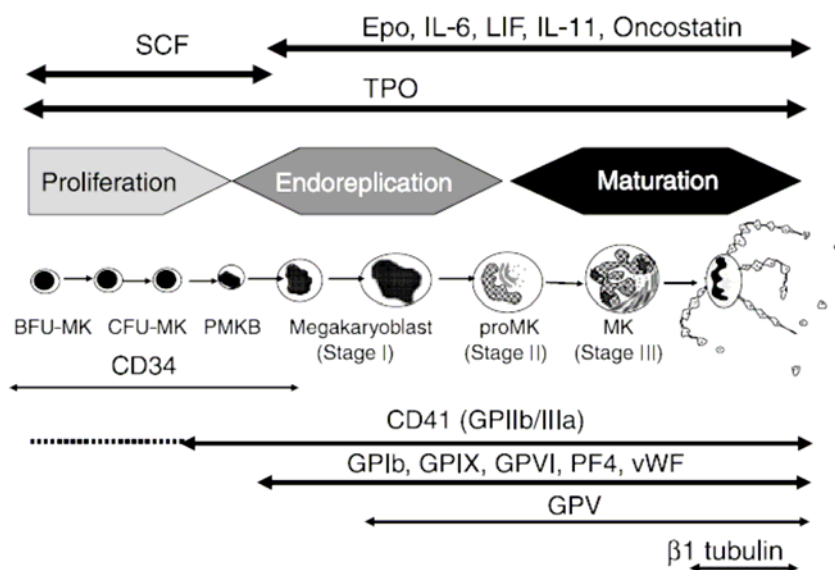 Epo, IL-6, LIF, IL-11, Oncostatin
SCF
TPO
Proliferation
Endoreplication
Maturation
BFU-MK
CFU-MK
PMKB
Megakaryoblast
(Stage I)
proMK
(Stage II)
MK
(Stage III)
CD34
CD41 (GPIIb/IIIa)
GPIb, GPIX, GPVI, PF4, vWF
GPV
β1 tubulin